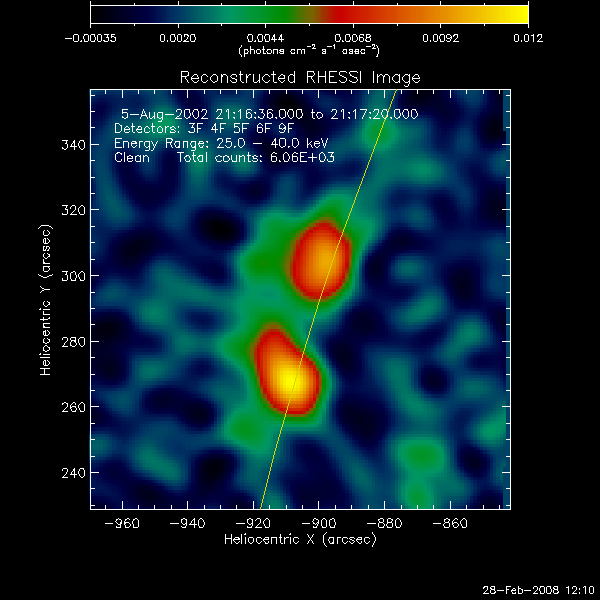 −0.00035 0.0020 0.0044 0.0068 0.0092 0.012
(photons cm⁻² s⁻¹ asec⁻²)
Reconstructed RHESSI Image
5−Aug−2002 21:16:36.000 to 21:17:20.000
Detectors: 3F 4F 5F 6F 9F
Energy Range: 25.0 − 40.0 keV
Clean Total counts: 6.06E+03
340
320
300
280
260
240
Heliocentric Y (arcsec)
−960 −940 −920 −900 −880 −860
Heliocentric X (arcsec)
28−Feb−2008 12:10